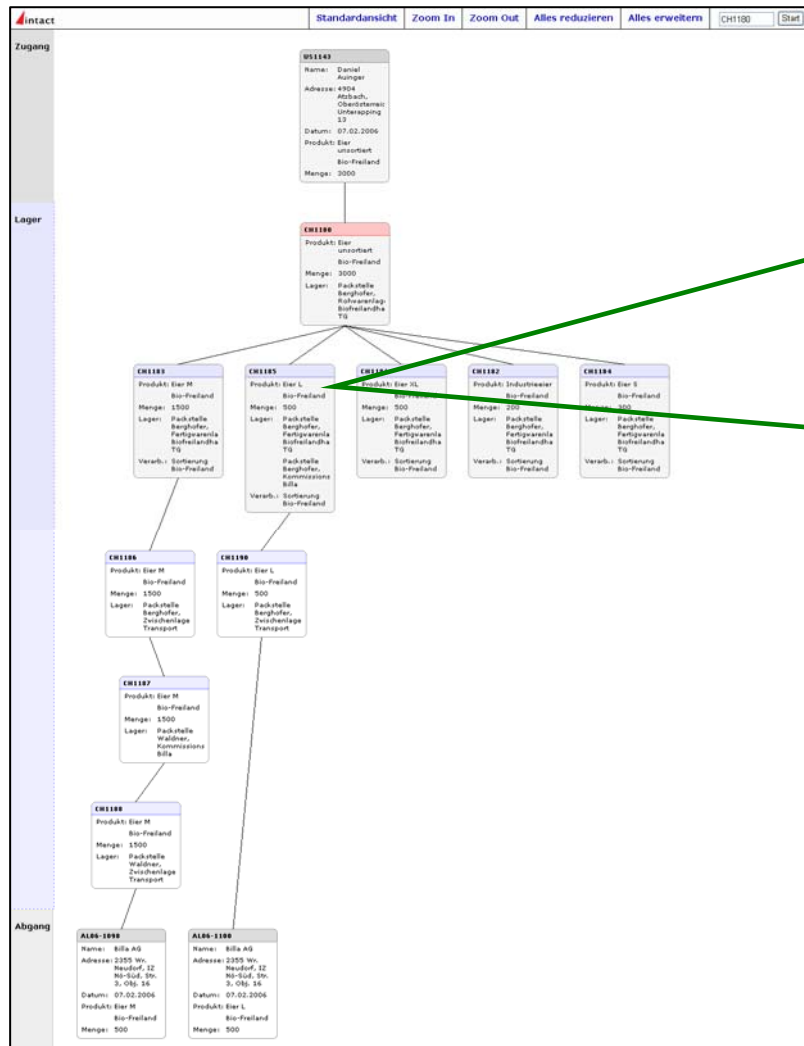 intact
Standardansicht Zoom In Zoom Out Alles reduzieren Alles erweitern CH1180 Start
Zugang
US1143
Name: Daniel
Auinger
Adresse: 4904
Atzbach,
Oberösterreic
Unterapping
13
Datum: 07.02.2006
Produkt: Eier
unsortiert
Bio-Freiland
Menge: 3000
Lager
CH1180
Produkt: Eier
unsortiert
Bio-Freiland
Menge: 3000
Lager: Packstelle
Berghofer,
Rohwarenlag
Biofreilandha
TG
CH1183
Produkt: Eier M
Bio-Freiland
Menge: 1500
Lager: Packstelle
Berghofer,
Fertigwarenla
Biofreilandha
TG
Verarb.: Sortierung
Bio-Freiland
CH1185
Produkt: Eier L
Bio-Freiland
Menge: 500
Lager: Packstelle
Berghofer,
Fertigwarenla
Biofreilandha
TG
Packstelle
Berghofer,
Kommissions
Billa
Verarb.: Sortierung
Bio-Freiland
Produkt: Eier XL
Bio-Freiland
Menge: 500
Lager: Packstelle
Berghofer,
Fertigwarenla
Biofreilandha
TG
Verarb.: Sortierung
Bio-Freiland
CH1182
Produkt: Industrieeier
Bio-Freiland
Menge: 200
Lager: Packstelle
Berghofer,
Fertigwarenla
Biofreilandha
TG
Verarb.: Sortierung
Bio-Freiland
CH1184
Produkt: Eier S
Bio-Freiland
Menge: 300
Lager: Packstelle
Berghofer,
Fertigwarenla
Biofreilandha
TG
Verarb.: Sortierung
Bio-Freiland
CH1186
Produkt: Eier M
Bio-Freiland
Menge: 1500
Lager: Packstelle
Berghofer,
Zwischenlage
Transport
CH1190
Produkt: Eier L
Bio-Freiland
Menge: 500
Lager: Packstelle
Berghofer,
Zwischenlage
Transport
CH1187
Produkt: Eier M
Bio-Freiland
Menge: 1500
Lager: Packstelle
Waldner,
Kommissions
Billa
CH1188
Produkt: Eier M
Bio-Freiland
Menge: 1500
Lager: Packstelle
Waldner,
Zwischenlage
Transport
Abgang
AL06-1098
Name: Billa AG
Adresse: 2355 Wr.
Neudorf, IZ
Nö-Süd, Str.
3, Obj. 16
Datum: 07.02.2006
Produkt: Eier M
Bio-Freiland
Menge: 500
AL06-1100
Name: Billa AG
Adresse: 2355 Wr.
Neudorf, IZ
Nö-Süd, Str.
3, Obj. 16
Datum: 07.02.2006
Produkt: Eier L
Bio-Freiland
Menge: 500